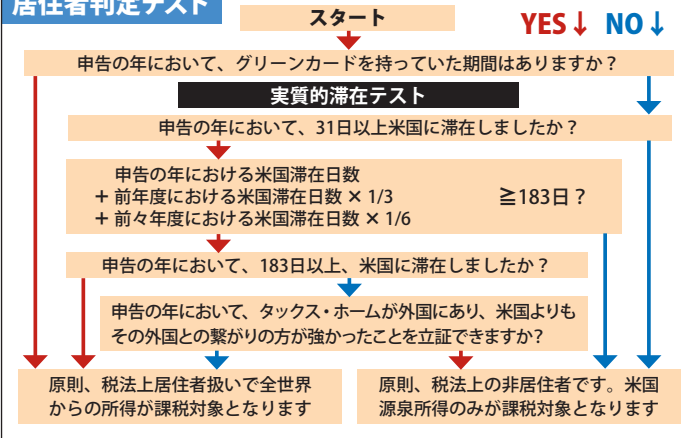 居住者判定テスト
スタート
YES↓ NO↓
申告の年において、グリーンカードを持っていた期間はありますか？
実質的滞在テスト
申告の年において、31日以上米国に滞在しましたか？
申告の年における米国滞在日数
＋ 前年度における米国滞在日数 × 1/3 ≧183日？
＋ 前々年度における米国滞在日数 × 1/6
申告の年において、183日以上、米国に滞在しましたか？
申告の年において、タックス・ホームが外国にあり、米国よりも
その外国との繋がりの方が強かったことを立証できますか?
原則、税法上居住者扱いで全世界
からの所得が課税対象となります
原則、税法上の非居住者です。米国
源泉所得のみが課税対象となります